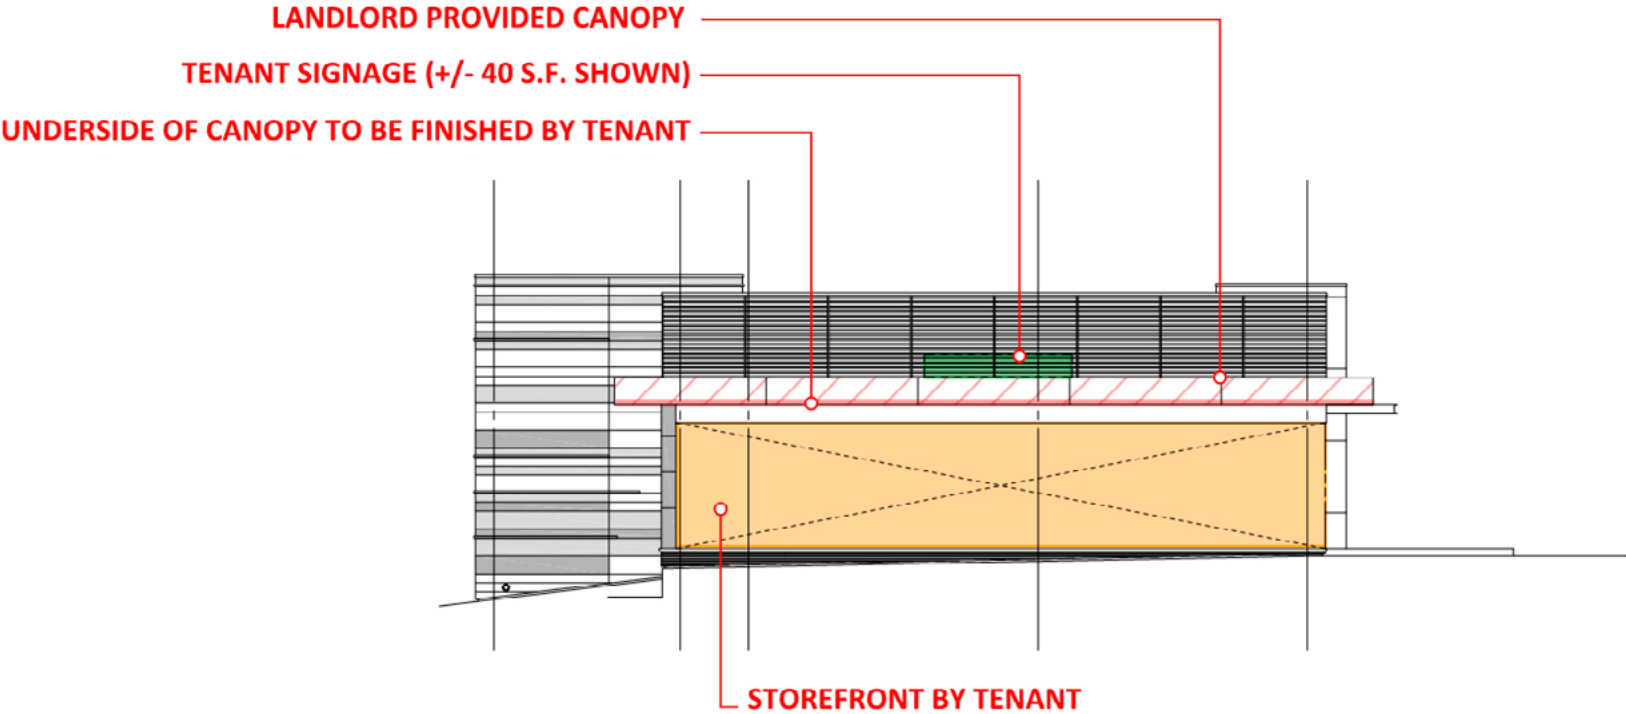 LANDLORD PROVIDED CANOPY
TENANT SIGNAGE (+/- 40 S.F. SHOWN)
UNDERSIDE OF CANOPY TO BE FINISHED BY TENANT
STOREFRONT BY TENANT